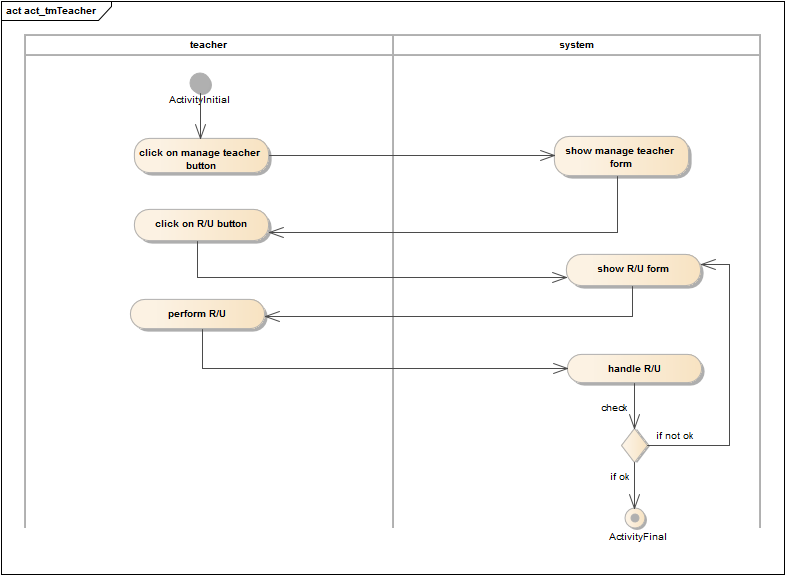 act act_tmTeacher
teacher
system
ActivityInitial
click on manage teacher
button
show manage teacher
form
click on R/U button
show R/U form
perform R/U
handle R/U
check
if not ok
if ok
ActivityFinal